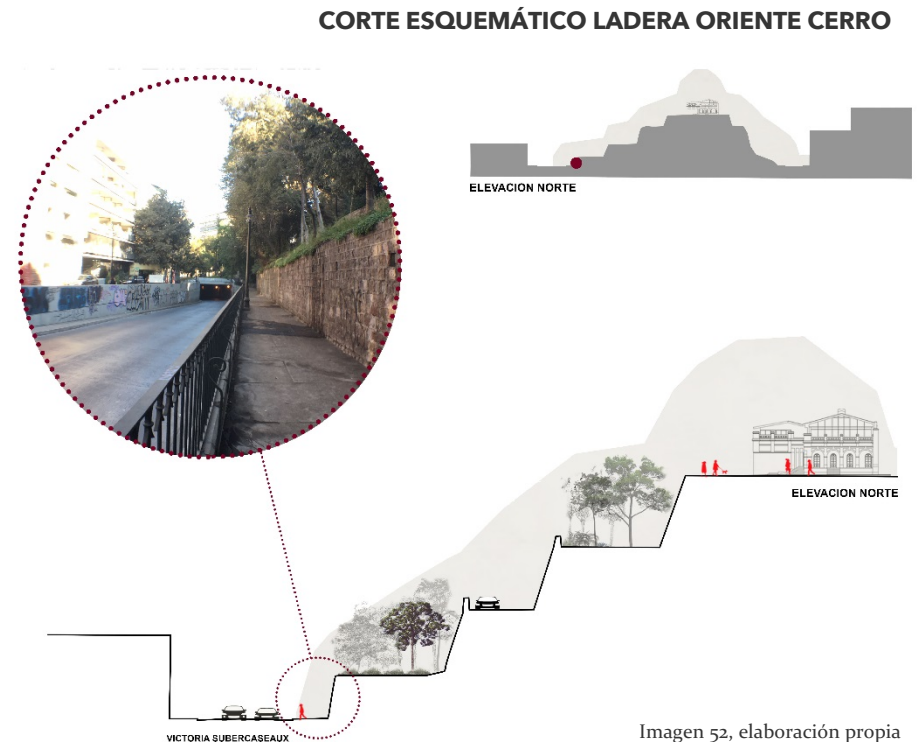 CORTE ESQUEMÁTICO LADERA ORIENTE CERRO
ELEVACION NORTE
ELEVACION NORTE
VICTORIA SUBERCASEAUX
Imagen 52, elaboración propia